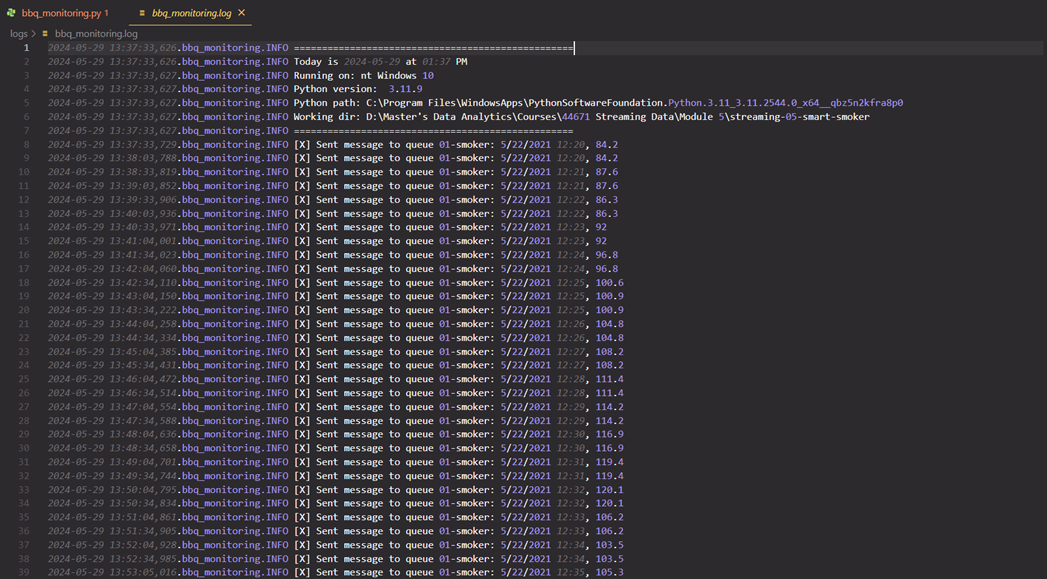 bbq_monitoring.py 1 bbq_monitoring.log
logs > bbq_monitoring.log
1 2024-05-29 13:37:33,626.bbq_monitoring.INFO ==================================================
2 2024-05-29 13:37:33,626.bbq_monitoring.INFO Today is 2024-05-29 at 01:37 PM
3 2024-05-29 13:37:33,627.bbq_monitoring.INFO Running on: nt Windows 10
4 2024-05-29 13:37:33,627.bbq_monitoring.INFO Python version:  3.11.9
5 2024-05-29 13:37:33,627.bbq_monitoring.INFO Python path: C:\Program Files\WindowsApps\PythonSoftwareFoundation.Python.3.11_3.11.2544.0_x64__qbz5n2kfra8p0
6 2024-05-29 13:37:33,627.bbq_monitoring.INFO Working dir: D:\Master's Data Analytics\Courses\44671 Streaming Data\Module 5\streaming-05-smart-smoker
7 2024-05-29 13:37:33,627.bbq_monitoring.INFO ==================================================
8 2024-05-29 13:37:33,729.bbq_monitoring.INFO [X] Sent message to queue 01-smoker: 5/22/2021 12:20, 84.2
9 2024-05-29 13:38:03,788.bbq_monitoring.INFO [X] Sent message to queue 01-smoker: 5/22/2021 12:20, 84.2
10 2024-05-29 13:38:33,819.bbq_monitoring.INFO [X] Sent message to queue 01-smoker: 5/22/2021 12:21, 87.6
11 2024-05-29 13:39:03,852.bbq_monitoring.INFO [X] Sent message to queue 01-smoker: 5/22/2021 12:21, 87.6
12 2024-05-29 13:39:33,906.bbq_monitoring.INFO [X] Sent message to queue 01-smoker: 5/22/2021 12:22, 86.3
13 2024-05-29 13:40:03,936.bbq_monitoring.INFO [X] Sent message to queue 01-smoker: 5/22/2021 12:22, 86.3
14 2024-05-29 13:40:33,971.bbq_monitoring.INFO [X] Sent message to queue 01-smoker: 5/22/2021 12:23, 92
15 2024-05-29 13:41:04,001.bbq_monitoring.INFO [X] Sent message to queue 01-smoker: 5/22/2021 12:23, 92
16 2024-05-29 13:41:34,023.bbq_monitoring.INFO [X] Sent message to queue 01-smoker: 5/22/2021 12:24, 96.8
17 2024-05-29 13:42:04,060.bbq_monitoring.INFO [X] Sent message to queue 01-smoker: 5/22/2021 12:24, 96.8
18 2024-05-29 13:42:34,110.bbq_monitoring.INFO [X] Sent message to queue 01-smoker: 5/22/2021 12:25, 100.6
19 2024-05-29 13:43:04,150.bbq_monitoring.INFO [X] Sent message to queue 01-smoker: 5/22/2021 12:25, 100.9
20 2024-05-29 13:43:34,222.bbq_monitoring.INFO [X] Sent message to queue 01-smoker: 5/22/2021 12:25, 100.9
21 2024-05-29 13:44:04,258.bbq_monitoring.INFO [X] Sent message to queue 01-smoker: 5/22/2021 12:26, 104.8
22 2024-05-29 13:44:34,334.bbq_monitoring.INFO [X] Sent message to queue 01-smoker: 5/22/2021 12:26, 104.8
23 2024-05-29 13:45:04,385.bbq_monitoring.INFO [X] Sent message to queue 01-smoker: 5/22/2021 12:27, 108.2
24 2024-05-29 13:45:34,431.bbq_monitoring.INFO [X] Sent message to queue 01-smoker: 5/22/2021 12:27, 108.2
25 2024-05-29 13:46:04,472.bbq_monitoring.INFO [X] Sent message to queue 01-smoker: 5/22/2021 12:28, 111.4
26 2024-05-29 13:46:34,514.bbq_monitoring.INFO [X] Sent message to queue 01-smoker: 5/22/2021 12:28, 111.4
27 2024-05-29 13:47:04,554.bbq_monitoring.INFO [X] Sent message to queue 01-smoker: 5/22/2021 12:29, 114.2
28 2024-05-29 13:47:34,588.bbq_monitoring.INFO [X] Sent message to queue 01-smoker: 5/22/2021 12:29, 114.2
29 2024-05-29 13:48:04,636.bbq_monitoring.INFO [X] Sent message to queue 01-smoker: 5/22/2021 12:30, 116.9
30 2024-05-29 13:48:34,658.bbq_monitoring.INFO [X] Sent message to queue 01-smoker: 5/22/2021 12:30, 116.9
31 2024-05-29 13:49:04,701.bbq_monitoring.INFO [X] Sent message to queue 01-smoker: 5/22/2021 12:31, 119.4
32 2024-05-29 13:49:34,744.bbq_monitoring.INFO [X] Sent message to queue 01-smoker: 5/22/2021 12:31, 119.4
33 2024-05-29 13:50:04,795.bbq_monitoring.INFO [X] Sent message to queue 01-smoker: 5/22/2021 12:32, 120.1
34 2024-05-29 13:50:34,834.bbq_monitoring.INFO [X] Sent message to queue 01-smoker: 5/22/2021 12:32, 120.1
35 2024-05-29 13:51:04,861.bbq_monitoring.INFO [X] Sent message to queue 01-smoker: 5/22/2021 12:33, 106.2
36 2024-05-29 13:51:34,905.bbq_monitoring.INFO [X] Sent message to queue 01-smoker: 5/22/2021 12:33, 106.2
37 2024-05-29 13:52:04,928.bbq_monitoring.INFO [X] Sent message to queue 01-smoker: 5/22/2021 12:34, 103.5
38 2024-05-29 13:52:34,985.bbq_monitoring.INFO [X] Sent message to queue 01-smoker: 5/22/2021 12:34, 103.5
39 2024-05-29 13:53:05,016.bbq_monitoring.INFO [X] Sent message to queue 01-smoker: 5/22/2021 12:35, 105.3